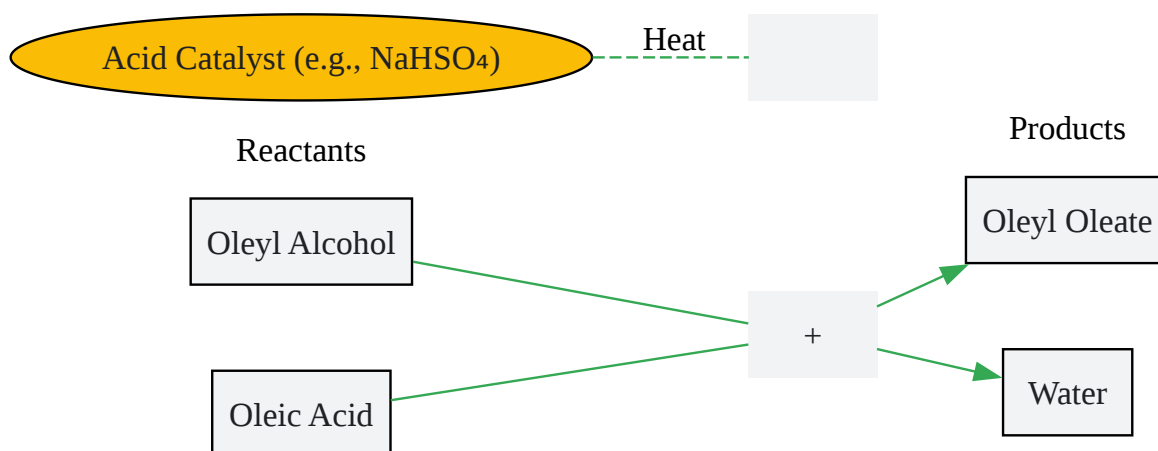 Acid Catalyst (e.g., NaHSO₄)
Heat
Reactants
Products
Oleyl Alcohol
Oleyl Oleate
+
Oleic Acid
Water